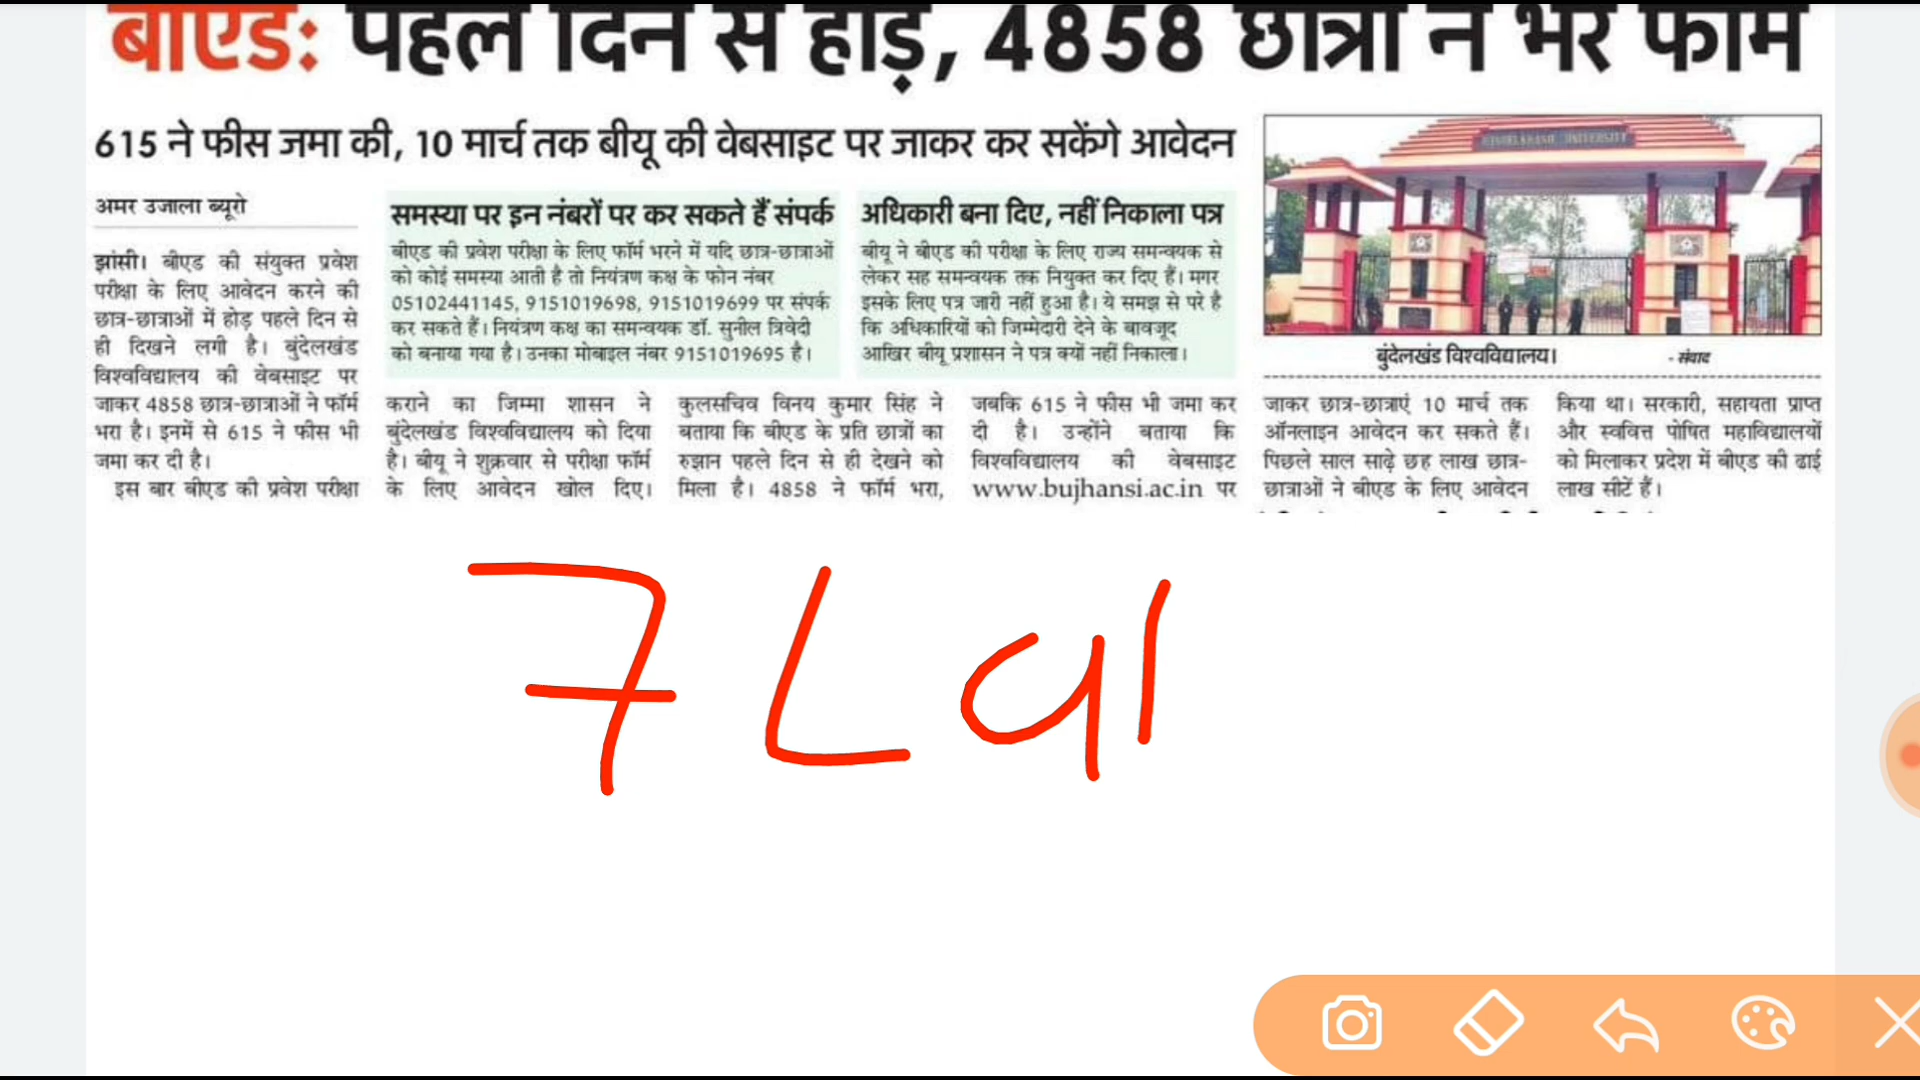 बीएड: पहले दिन से होड़, 4858 छात्रों ने भरे फॉर्म
615 ने फीस जमा की, 10 मार्च तक बीयू की वेबसाइट पर जाकर कर सकेंगे आवेदन
अमर उजाला ब्यूरो
झांसी। बीएड की संयुक्त प्रवेश
परीक्षा के लिए आवेदन करने की
छात्र-छात्राओं में होड़ पहले दिन से
ही दिखने लगी है। बुंदेलखंड
विश्वविद्यालय की वेबसाइट पर
जाकर 4858 छात्र-छात्राओं ने फॉर्म
भरा है। इनमें से 615 ने फीस भी
जमा कर दी है।
इस बार बीएड की प्रवेश परीक्षा
समस्या पर इन नंबरों पर कर सकते हैं संपर्क
बीएड की प्रवेश परीक्षा के लिए फॉर्म भरने में यदि छात्र-छात्राओं
को कोई समस्या आती है तो नियंत्रण कक्ष के फोन नंबर
05102441145, 9151019698, 9151019699 पर संपर्क
कर सकते हैं। नियंत्रण कक्ष का समन्वयक डॉ. सुनील त्रिवेदी
को बनाया गया है। उनका मोबाइल नंबर 9151019695 है।
अधिकारी बना दिए, नहीं निकाला पत्र
बीयू ने बीएड की परीक्षा के लिए राज्य समन्वयक से
लेकर सह समन्वयक तक नियुक्त कर दिए हैं। मगर
इसके लिए पत्र जारी नहीं हुआ है। ये समझ से परे है
कि अधिकारियों को जिम्मेदारी देने के बावजूद
आखिर बीयू प्रशासन ने पत्र क्यों नहीं निकाला।
कराने का जिम्मा शासन ने
बुंदेलखंड विश्वविद्यालय को दिया
है। बीयू ने शुक्रवार से परीक्षा फॉर्म
के लिए आवेदन खोल दिए।
कुलसचिव विनय कुमार सिंह ने
बताया कि बीएड के प्रति छात्रों का
रुझान पहले दिन से ही देखने को
मिला है। 4858 ने फॉर्म भरा,
जबकि 615 ने फीस भी जमा कर
दी है। उन्होंने बताया कि
विश्वविद्यालय की वेबसाइट
www.bujhansi.ac.in पर
BUNDELKHAND UNIVERSITY
बुंदेलखंड विश्वविद्यालय।
- संवाद
जाकर छात्र-छात्राएं 10 मार्च तक
ऑनलाइन आवेदन कर सकते हैं।
पिछले साल साढ़े छह लाख छात्र-
छात्राओं ने बीएड के लिए आवेदन
किया था। सरकारी, सहायता प्राप्त
और स्ववित्त पोषित महाविद्यालयों
को मिलाकर प्रदेश में बीएड की ढाई
लाख सीटें हैं।
7 La